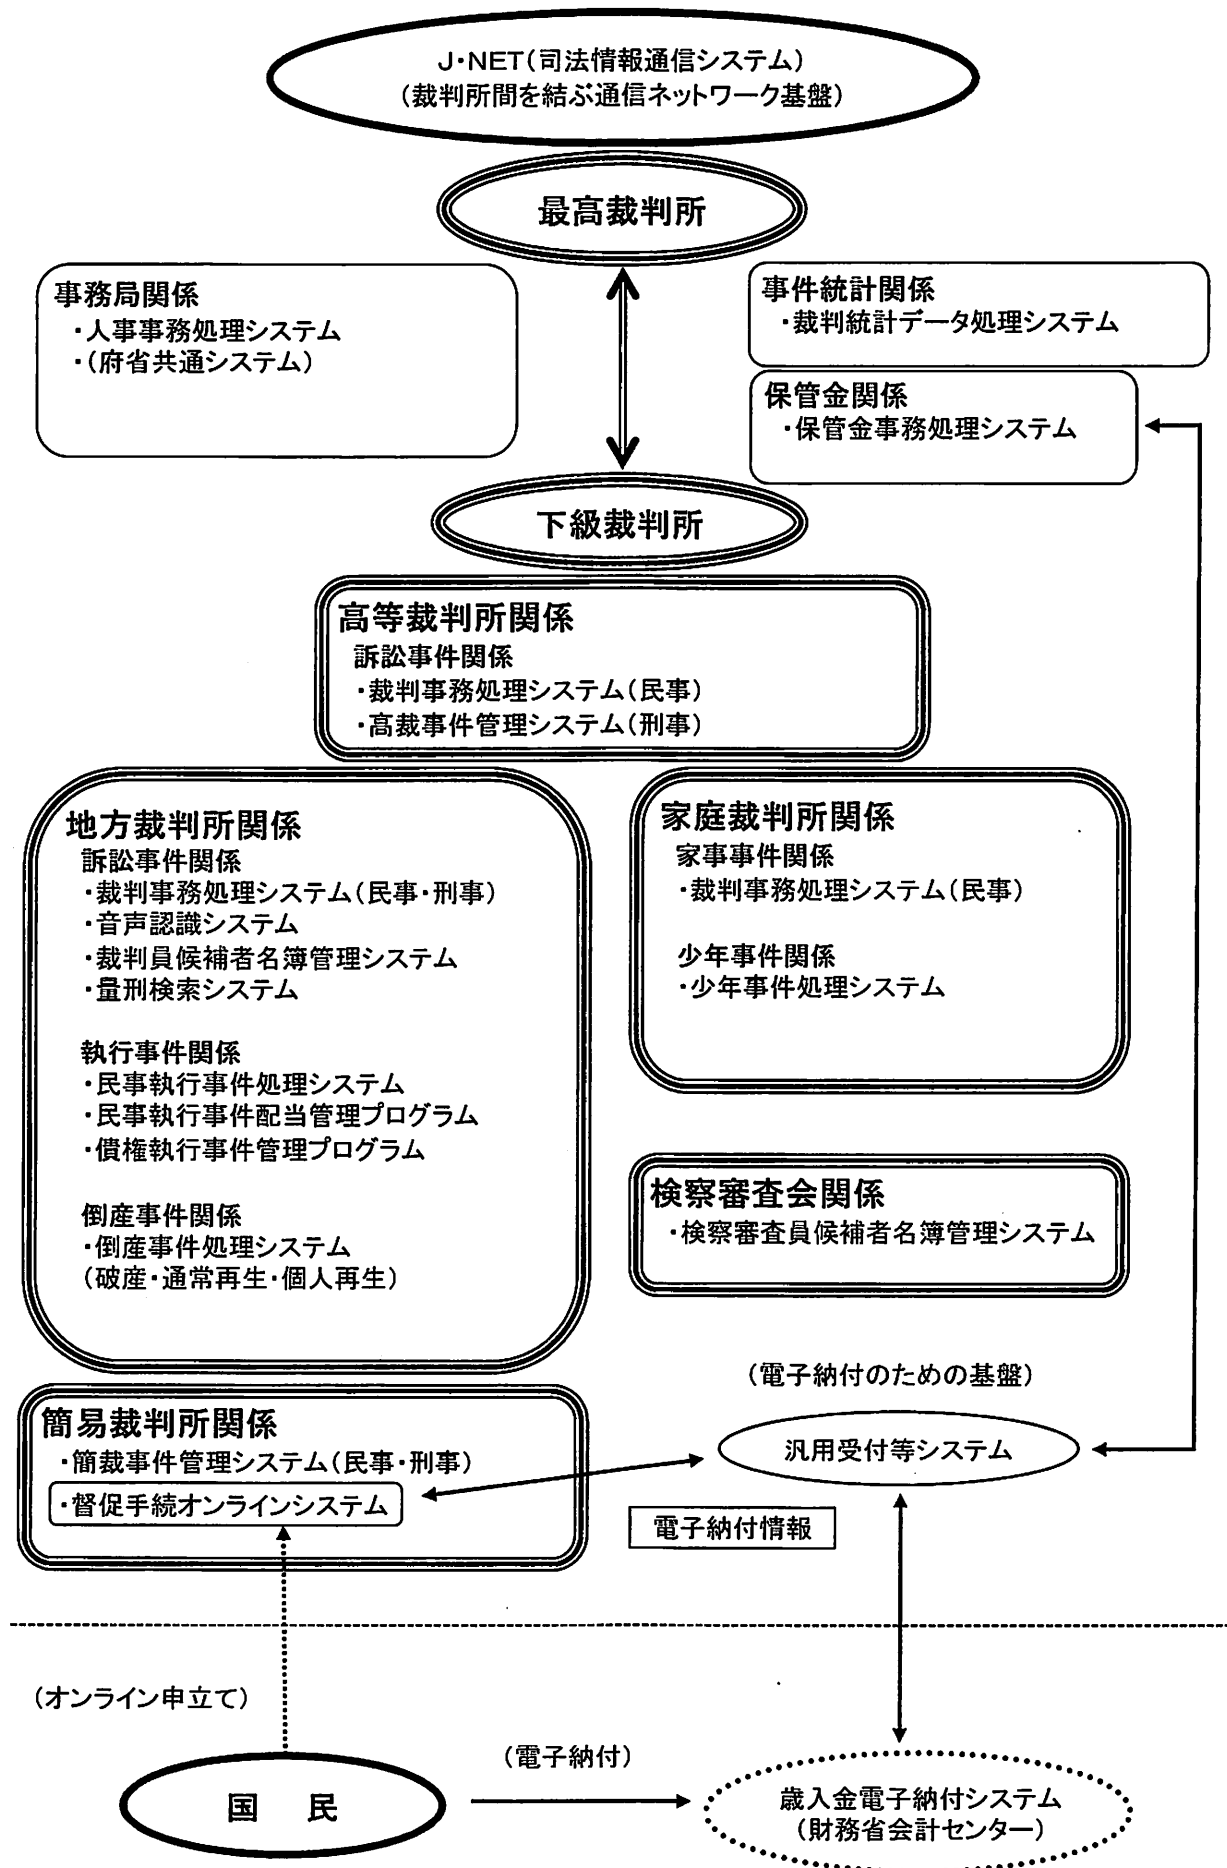 J・NET(司法情報通信システム)
(裁判所間を結ぶ通信ネットワーク基盤)
最高裁判所
事務局関係
・人事事務処理システム
・(府省共通システム)
事件統計関係
・裁判統計データ処理システム
保管金関係
・保管金事務処理システム
下級裁判所
高等裁判所関係
訴訟事件関係
・裁判事務処理システム(民事)
・高裁事件管理システム(刑事)
地方裁判所関係
訴訟事件関係
・裁判事務処理システム(民事・刑事)
・音声認識システム
・裁判員候補者名簿管理システム
・量刑検索システム
執行事件関係
・民事執行事件処理システム
・民事執行事件配当管理プログラム
・債権執行事件管理プログラム
倒産事件関係
・倒産事件処理システム
(破産・通常再生・個人再生)
家庭裁判所関係
家事事件関係
・裁判事務処理システム(民事)
少年事件関係
・少年事件処理システム
検察審査会関係
・検察審査員候補者名簿管理システム
簡易裁判所関係
・簡裁事件管理システム(民事・刑事)
・督促手続オンラインシステム
(電子納付のための基盤)
汎用受付等システム
電子納付情報
(オンライン申立て)
国 民
(電子納付)
歳入金電子納付システム
(財務省会計センター)